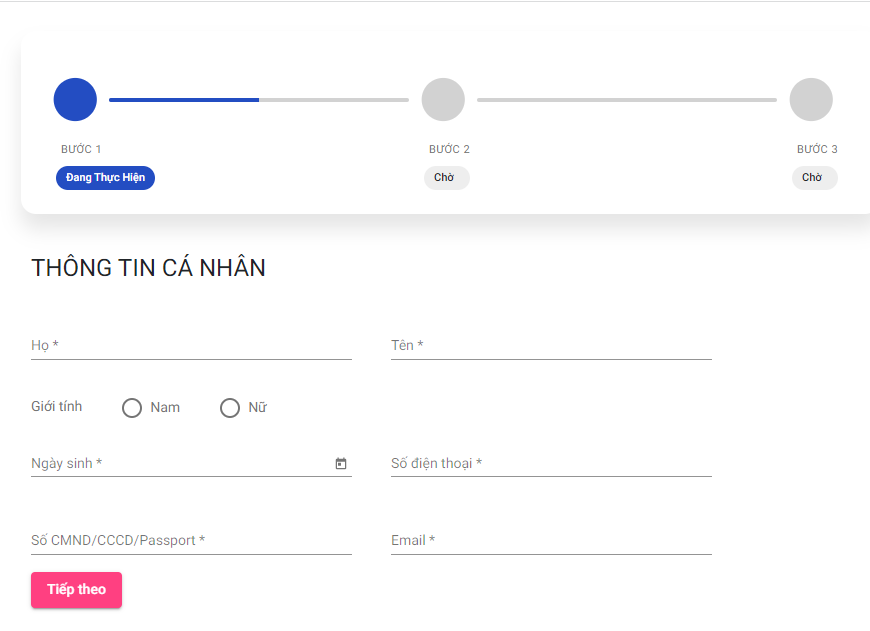 BƯỚC 1 BƯỚC 2 BƯỚC 3
Đang Thực Hiện Chờ Chờ
THÔNG TIN CÁ NHÂN
Họ * Tên *
Giới tính Nam Nữ
Ngày sinh * Số điện thoại *
Số CMND/CCCD/Passport * Email *
Tiếp theo